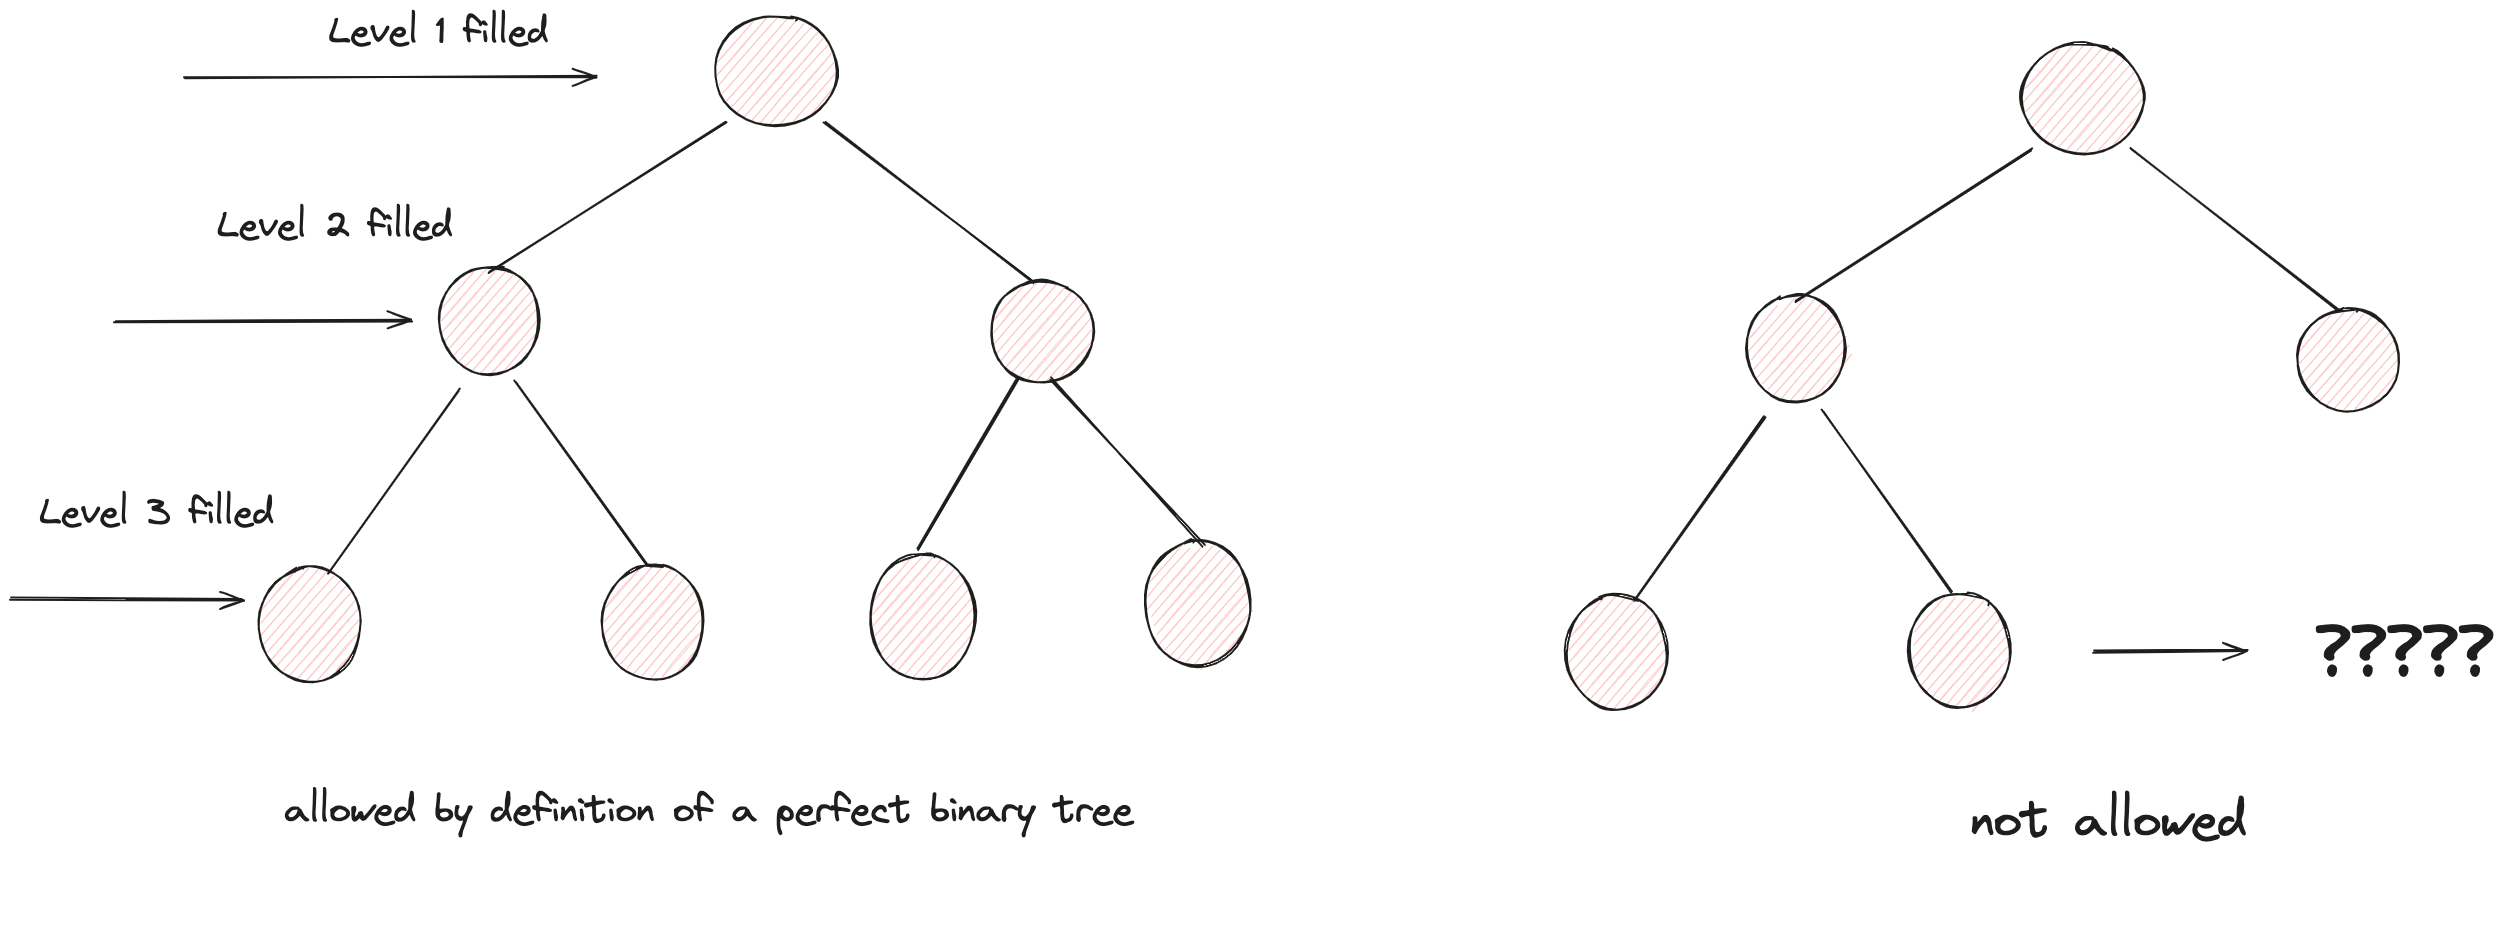 Level 1 filled
Level 2 filled
Level 3 filled
?????
allowed by definition of a perfect binary tree
not allowed